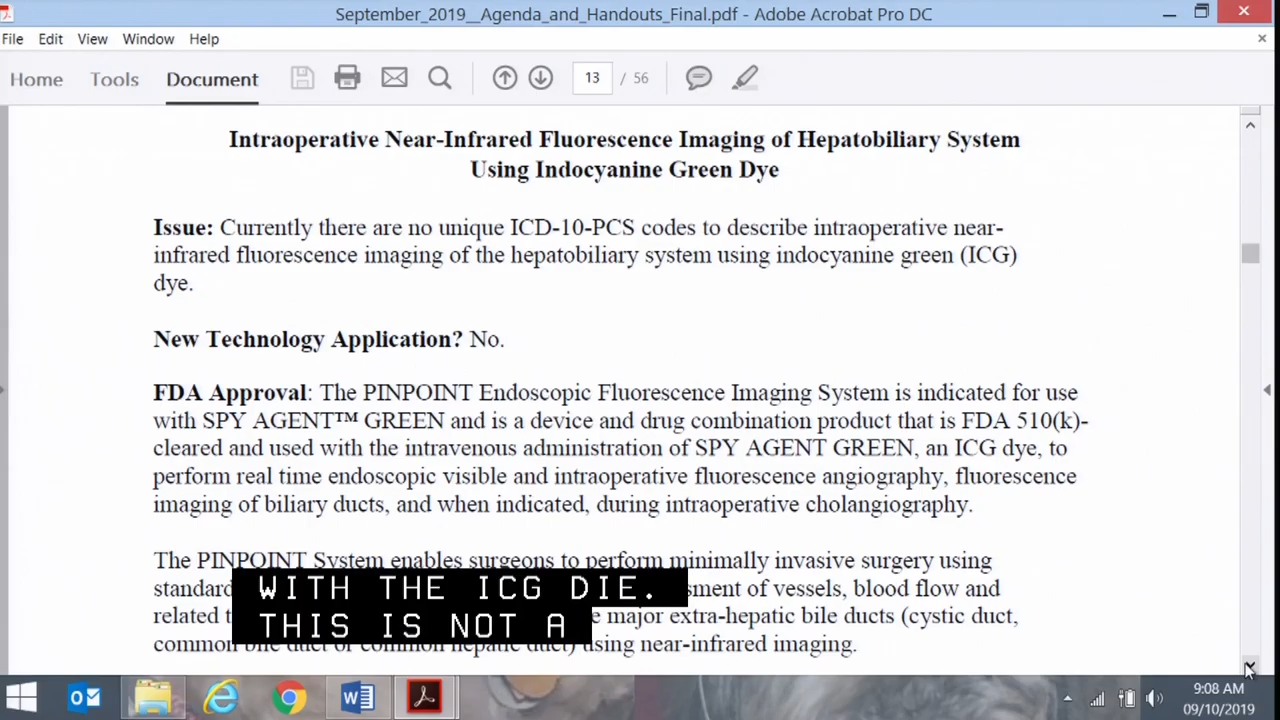 September_2019__Agenda_and_Handouts_Final.pdf - Adobe Acrobat Pro DC
File Edit View Window Help
Home Tools Document 13 / 56
Intraoperative Near-Infrared Fluorescence Imaging of Hepatobiliary System
Using Indocyanine Green Dye
Issue: Currently there are no unique ICD-10-PCS codes to describe intraoperative near-
infrared fluorescence imaging of the hepatobiliary system using indocyanine green (ICG)
dye.
New Technology Application? No.
FDA Approval: The PINPOINT Endoscopic Fluorescence Imaging System is indicated for use
with SPY AGENT™ GREEN and is a device and drug combination product that is FDA 510(k)-
cleared and used with the intravenous administration of SPY AGENT GREEN, an ICG dye, to
perform real time endoscopic visible and intraoperative fluorescence angiography, fluorescence
imaging of biliary ducts, and when indicated, during intraoperative cholangiography.
The PINPOINT System enables surgeons to perform minimally invasive surgery using
standard of vessels, blood flow and
related major extra-hepatic bile ducts (cystic duct,
common bile duct or common hepatic duct) using near-infrared imaging.
WITH THE ICG DIE.
THIS IS NOT A
9:08 AM
09/10/2019